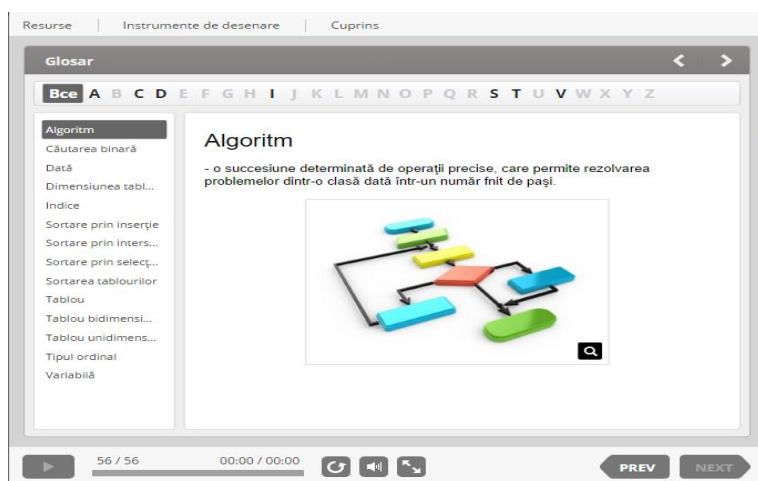 Resurse | Instrumente de desenare | Cuprins
Glosar
Все A B C D E F G H I J K L M N O P Q R S T U V W X Y Z
Algoritm
Căutarea binară
Dată
Dimensiunea tabl...
Indice
Sortare prin inserție
Sortare prin inters...
Sortare prin selecț...
Sortarea tablourilor
Tablou
Tablou bidimensi...
Tablou unidimens...
Tipul ordinal
Variabilă
Algoritm
- o succesiune determinată de operaţii precise, care permite rezolvarea
problemelor dintr-o clasă dată într-un număr fnit de paşi.
56 / 56
00:00 / 00:00
PREV
NEXT